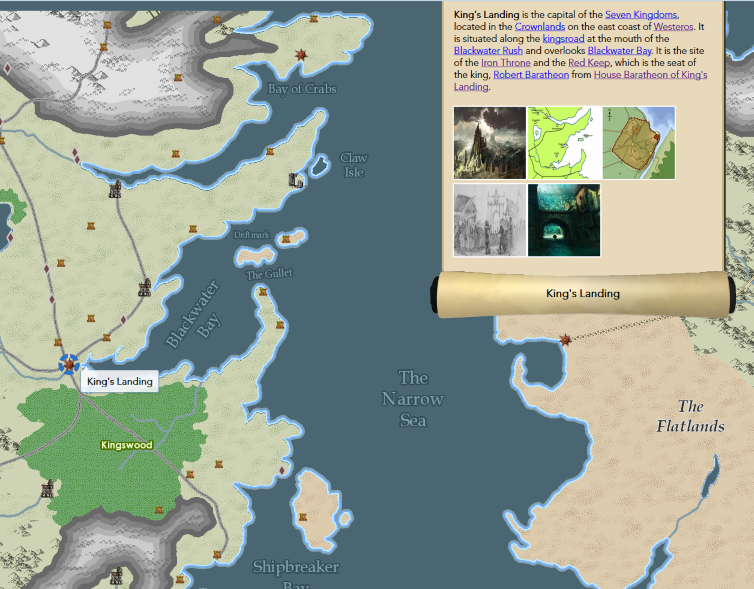 King's Landing is the capital of the Seven Kingdoms,
located in the Crownlands on the east coast of Westeros. It
is situated along the kingsroad at the mouth of the
Blackwater Rush and overlooks Blackwater Bay. It is the site
of the Iron Throne and the Red Keep, which is the seat of
the king, Robert Baratheon from House Baratheon of King's
Landing.
King's Landing
Bay of Crabs
Claw
Isle
Driftmark
The Gullet
Blackwater
Bay
King's Landing
The
Narrow
Sea
The
Flatlands
Kingswood
Shipbreaker
Bay